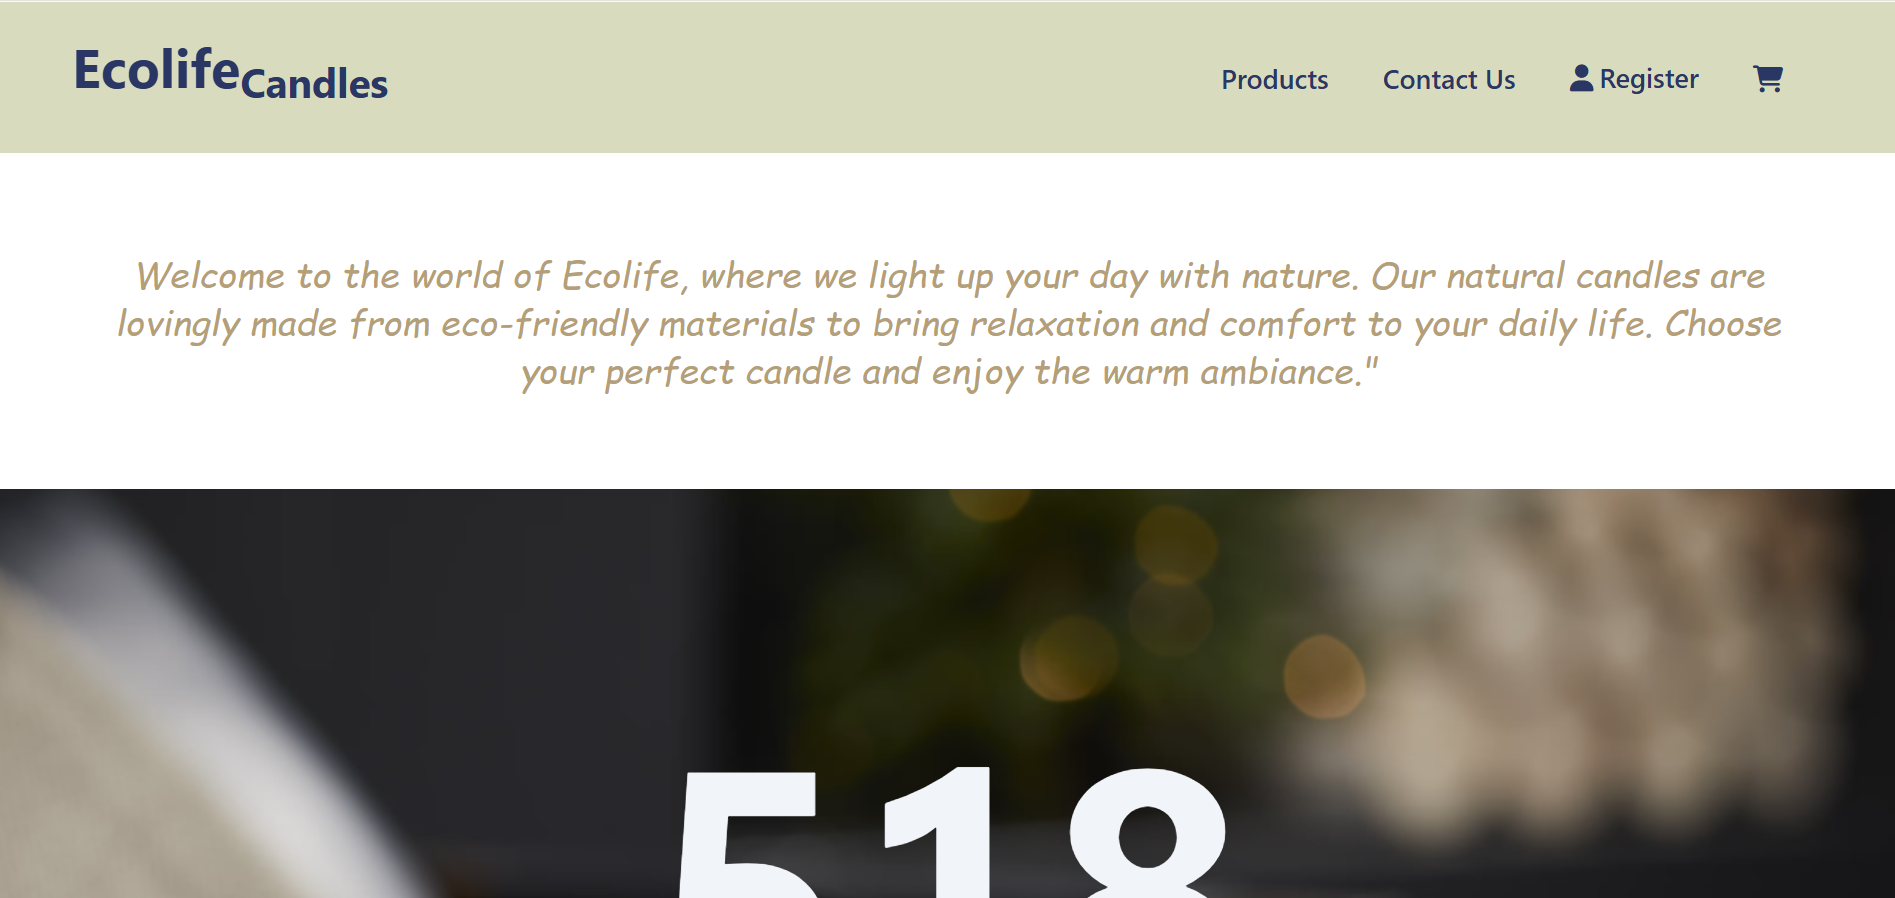 EcolifeCandles
Products Contact Us Register
Welcome to the world of Ecolife, where we light up your day with nature. Our natural candles are
lovingly made from eco-friendly materials to bring relaxation and comfort to your daily life. Choose
your perfect candle and enjoy the warm ambiance."
518